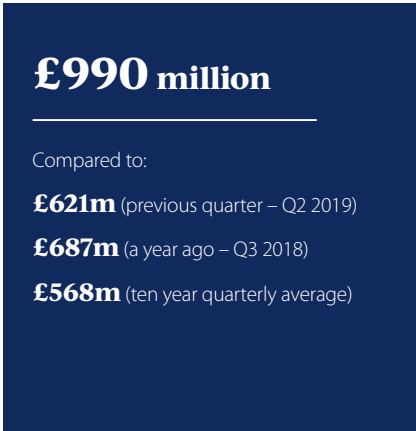 £990 million
Compared to:
£621m (previous quarter – Q2 2019)
£687m (a year ago – Q3 2018)
£568m (ten year quarterly average)